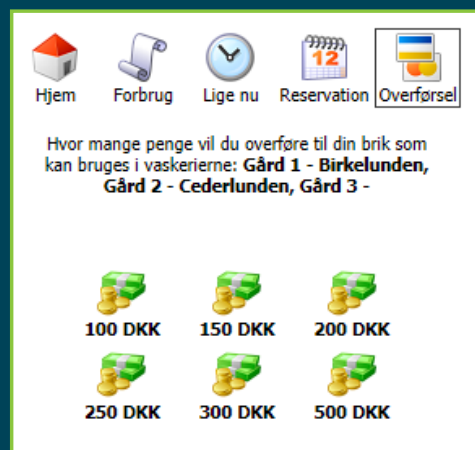 12
Hjem Forbrug Lige nu Reservation Overførsel
Hvor mange penge vil du overføre til din brik som
kan bruges i vaskerierne: Gård 1 - Birkelunden,
Gård 2 - Cederlunden, Gård 3 -
100 DKK 150 DKK 200 DKK
250 DKK 300 DKK 500 DKK